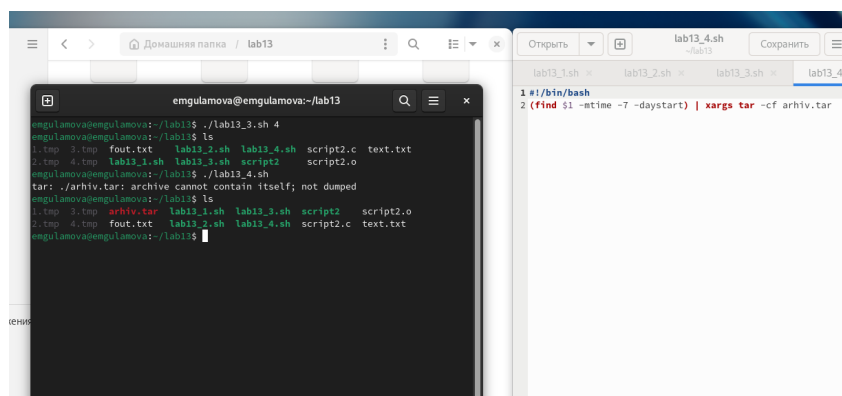 Домашняя папка / lab13
emgulamova@emgulamova:~/lab13
emgulamova@emgulamova:~/lab13$ ./lab13_3.sh 4
emgulamova@emgulamova:~/lab13$ ls
1.tmp 3.tmp fout.txt lab13_2.sh lab13_4.sh script2.c text.txt
2.tmp 4.tmp lab13_1.sh lab13_3.sh script2 script2.o
emgulamova@emgulamova:~/lab13$ ./lab13_4.sh
tar: ./arhiv.tar: archive cannot contain itself; not dumped
emgulamova@emgulamova:~/lab13$ ls
1.tmp 3.tmp arhiv.tar lab13_1.sh lab13_3.sh script2 script2.o
2.tmp 4.tmp fout.txt lab13_2.sh lab13_4.sh script2.c text.txt
emgulamova@emgulamova:~/lab13$
жения
Открыть
lab13_4.sh
~/lab13
Сохранить
lab13_1.sh × lab13_2.sh × lab13_3.sh × lab13_4
1 #!/bin/bash
2 (find $1 -mtime -7 -daystart) | xargs tar -cf arhiv.tar